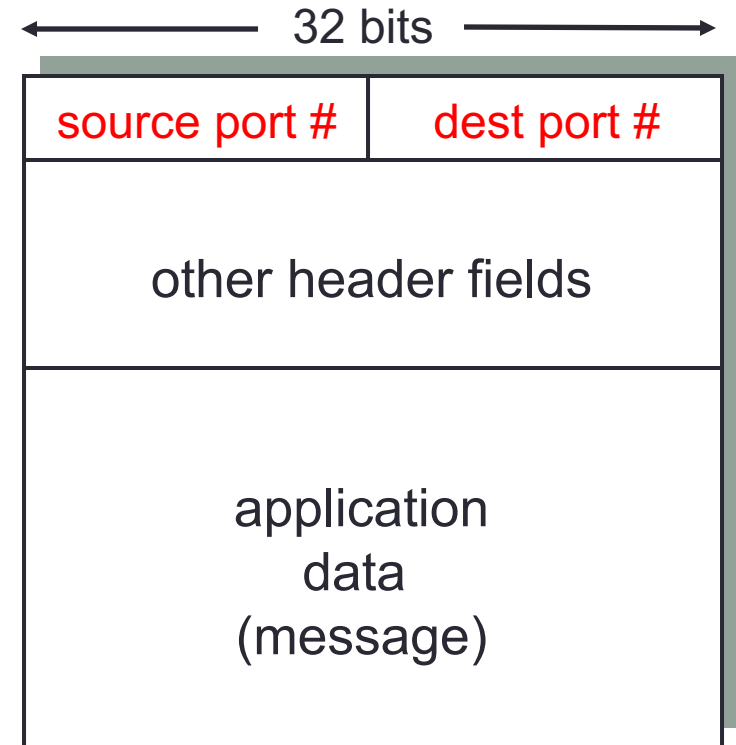 32 bits
source port # dest port #
other header fields
application
data
(message)